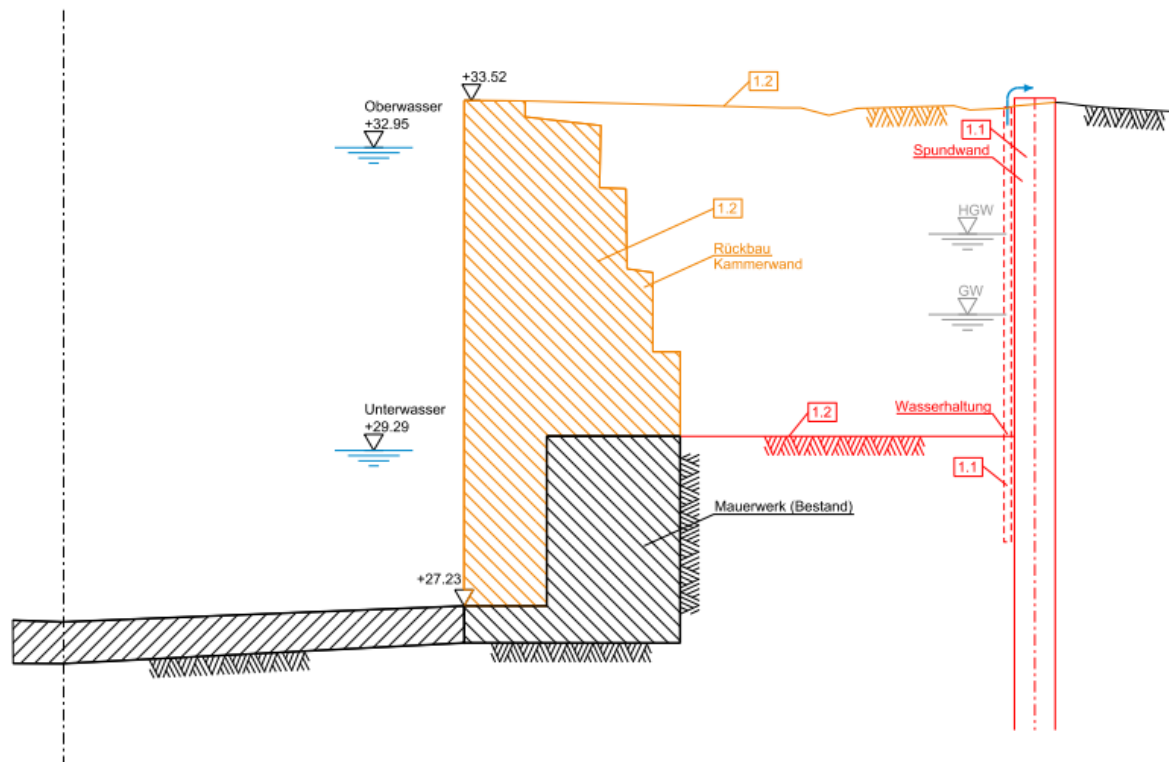 +33.52
1.2
Oberwasser
+32.95
1.1
Spundwand
1.2
HGW
Rückbau
Kammerwand
GW
Unterwasser
+29.29
1.2
Wasserhaltung
1.1
Mauerwerk (Bestand)
+27.23